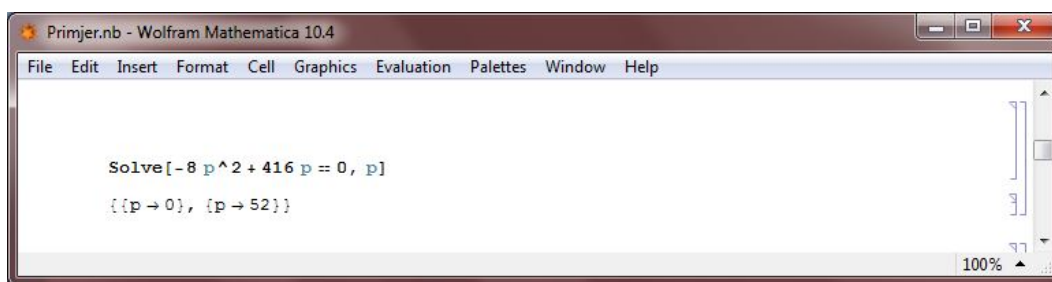 Primjer.nb - Wolfram Mathematica 10.4
File Edit Insert Format Cell Graphics Evaluation Palettes Window Help
Solve[-8 p^2 + 416 p == 0, p]
{{p → 0}, {p → 52}}
100%